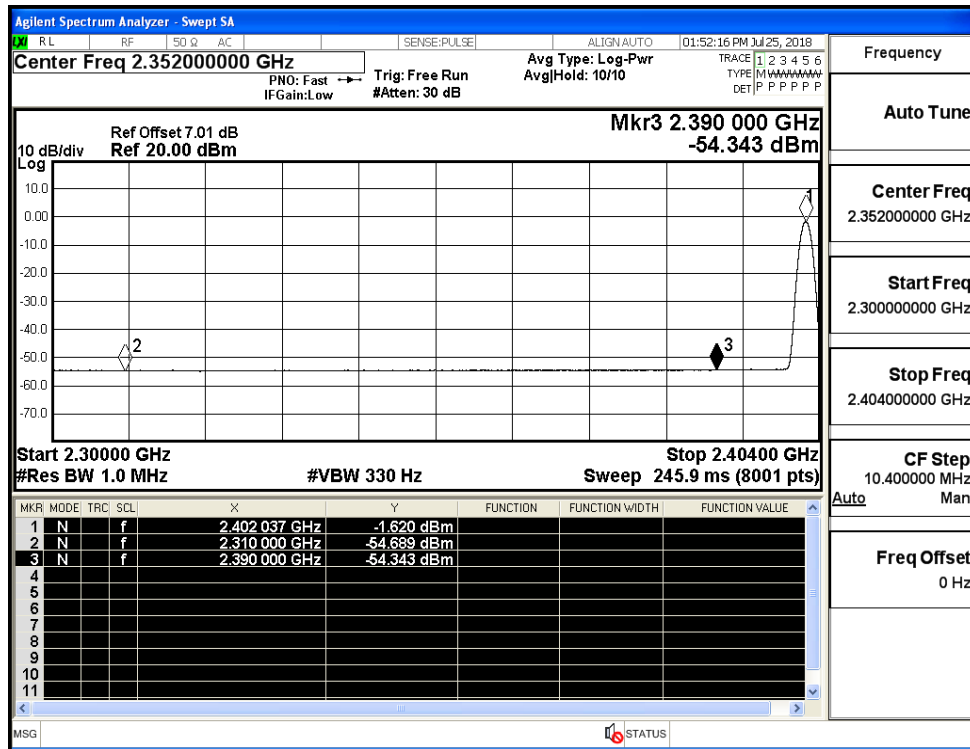 Agilent Spectrum Analyzer - Swept SA
LXI RL RF 50 Ω AC SENSE:PULSE ALIGN AUTO 01:52:16 PM Jul 25, 2018
Center Freq 2.352000000 GHz
PNO: Fast
IFGain:Low
Trig: Free Run
#Atten: 30 dB
Avg Type: Log-Pwr
Avg|Hold: 10/10
TRACE 1 2 3 4 5 6
TYPE M WWWWW
DET P P P P P P
Mkr3 2.390 000 GHz
-54.343 dBm
Ref Offset 7.01 dB
10 dB/div Ref 20.00 dBm
Log
10.0
0.00
-10.0
-20.0
-30.0
-40.0
-50.0
-60.0
-70.0
1
2
3
Start 2.30000 GHz Stop 2.40400 GHz
#Res BW 1.0 MHz #VBW 330 Hz Sweep 245.9 ms (8001 pts)
MKR MODE TRC SCL X Y FUNCTION FUNCTION WIDTH FUNCTION VALUE
1 N f 2.402 037 GHz -1.620 dBm
2 N f 2.310 000 GHz -54.689 dBm
3 N f 2.390 000 GHz -54.343 dBm
4
5
6
7
8
9
10
11
MSG STATUS
Frequency
Auto Tune
Center Freq
2.352000000 GHz
Start Freq
2.300000000 GHz
Stop Freq
2.404000000 GHz
CF Step
10.400000 MHz
Auto Man
Freq Offset
0 Hz